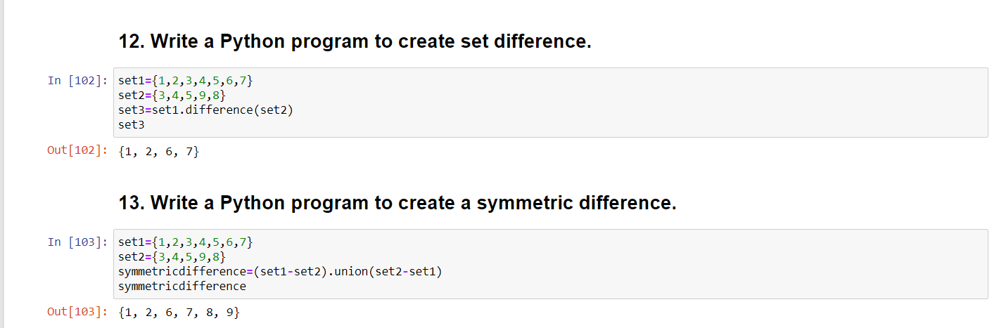 12. Write a Python program to create set difference.
In [102]: set1={1,2,3,4,5,6,7}
set2={3,4,5,9,8}
set3=set1.difference(set2)
set3
Out[102]: {1, 2, 6, 7}
13. Write a Python program to create a symmetric difference.
In [103]: set1={1,2,3,4,5,6,7}
set2={3,4,5,9,8}
symmetricdifference=(set1-set2).union(set2-set1)
symmetricdifference
Out[103]: {1, 2, 6, 7, 8, 9}